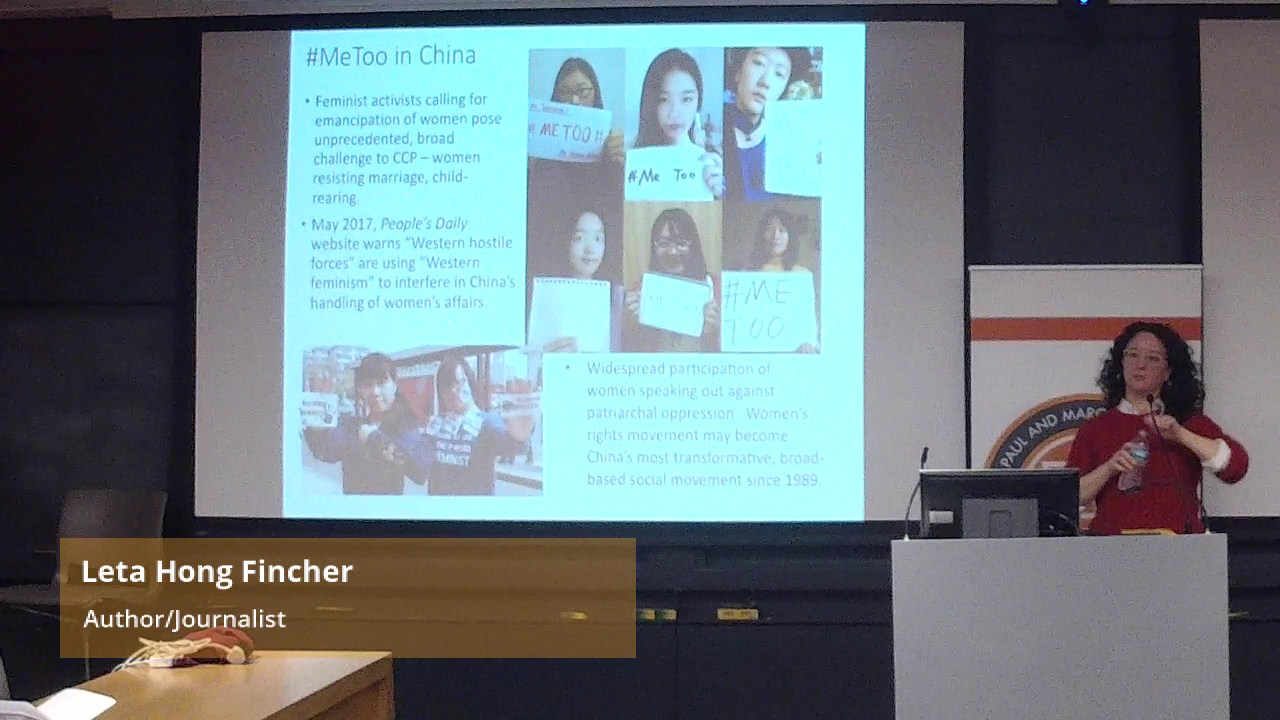 #MeToo in China
• Feminist activists calling for
emancipation of women pose
unprecedented, broad
challenge to CCP – women
resisting marriage, child-
rearing
• May 2017, People's Daily
website warns "Western hostile
forces" are using "Western
feminism" to interfere in China's
handling of women's affairs.
# ME TOO #
#Me Too
#ME
TOO
FEMINIST
• Widespread participation of
women speaking out against
patriarchal oppression. Women's
rights movement may become
China's most transformative, broad-
based social movement since 1989.
PAUL AND MARC
Leta Hong Fincher
Author/Journalist